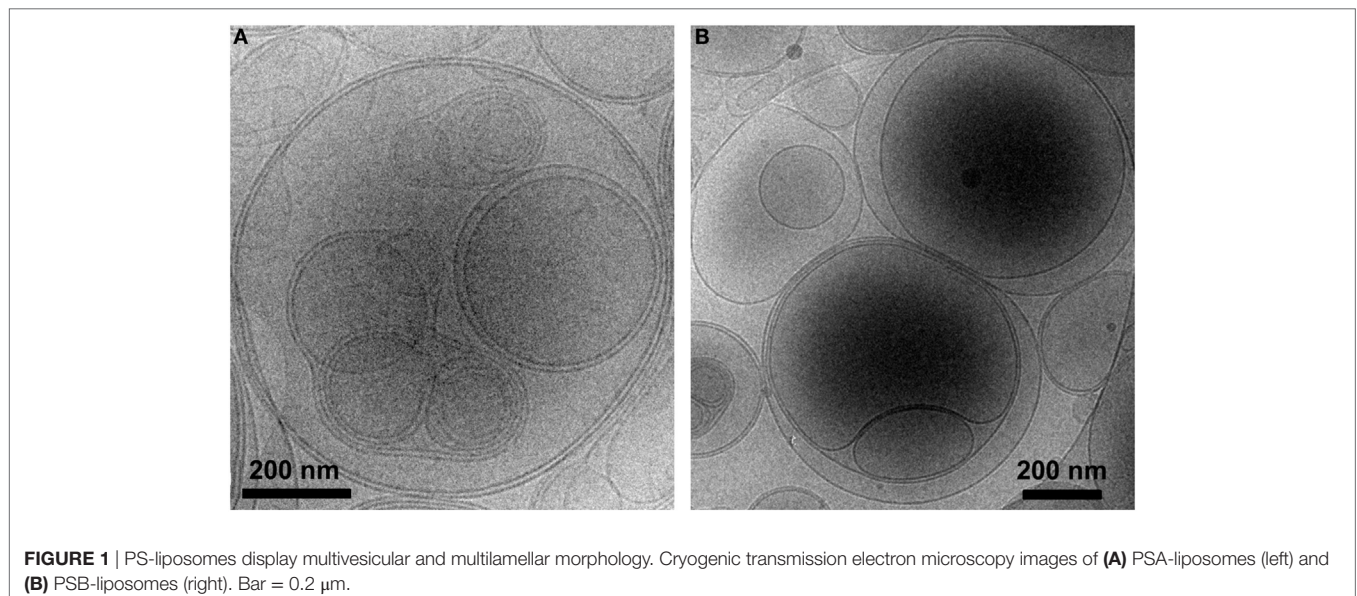 A
B
200 nm
200 nm
FIGURE 1 | PS-liposomes display multivesicular and multilamellar morphology. Cryogenic transmission electron microscopy images of (A) PSA-liposomes (left) and
(B) PSB-liposomes (right). Bar = 0.2 μm.